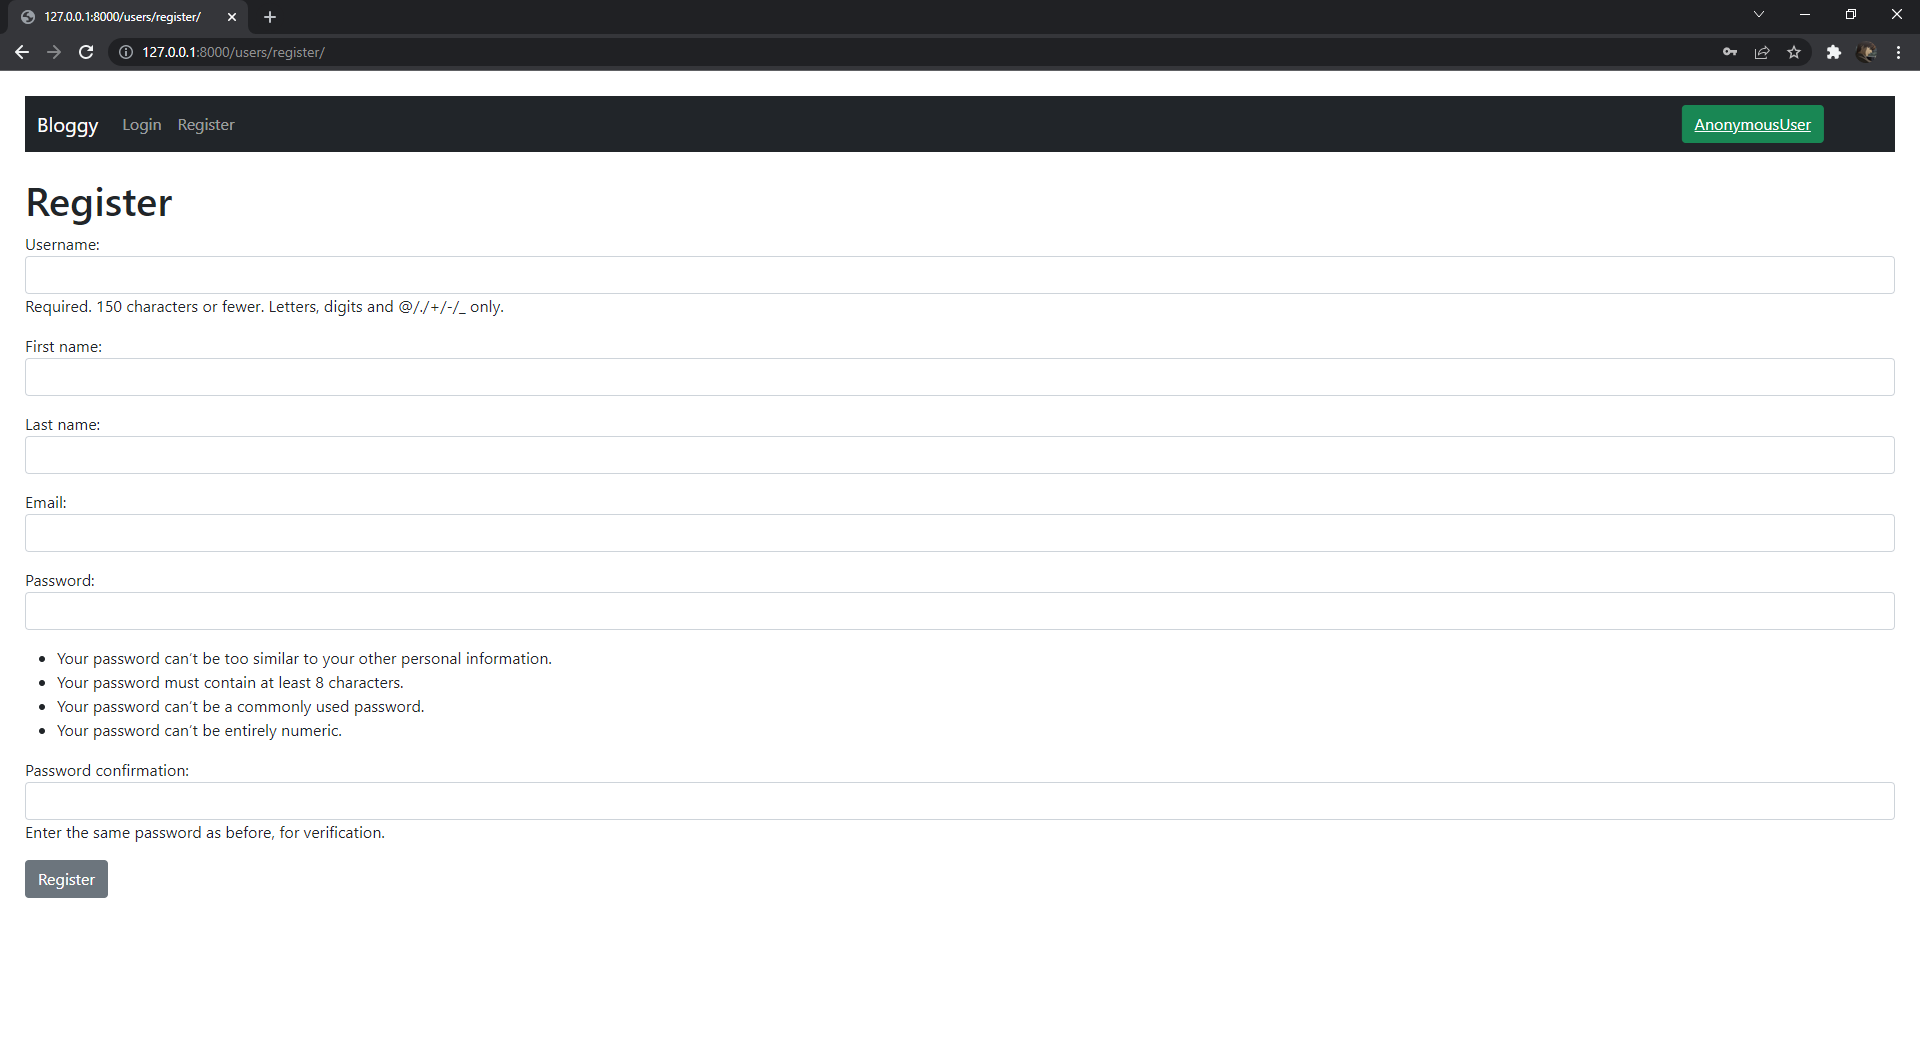 127.0.0.1:8000/users/register/
127.0.0.1:8000/users/register/
Bloggy Login Register AnonymousUser
Register
Username:
Required. 150 characters or fewer. Letters, digits and @/./+/-/_ only.
First name:
Last name:
Email:
Password:
• Your password can’t be too similar to your other personal information.
• Your password must contain at least 8 characters.
• Your password can’t be a commonly used password.
• Your password can’t be entirely numeric.
Password confirmation:
Enter the same password as before, for verification.
Register